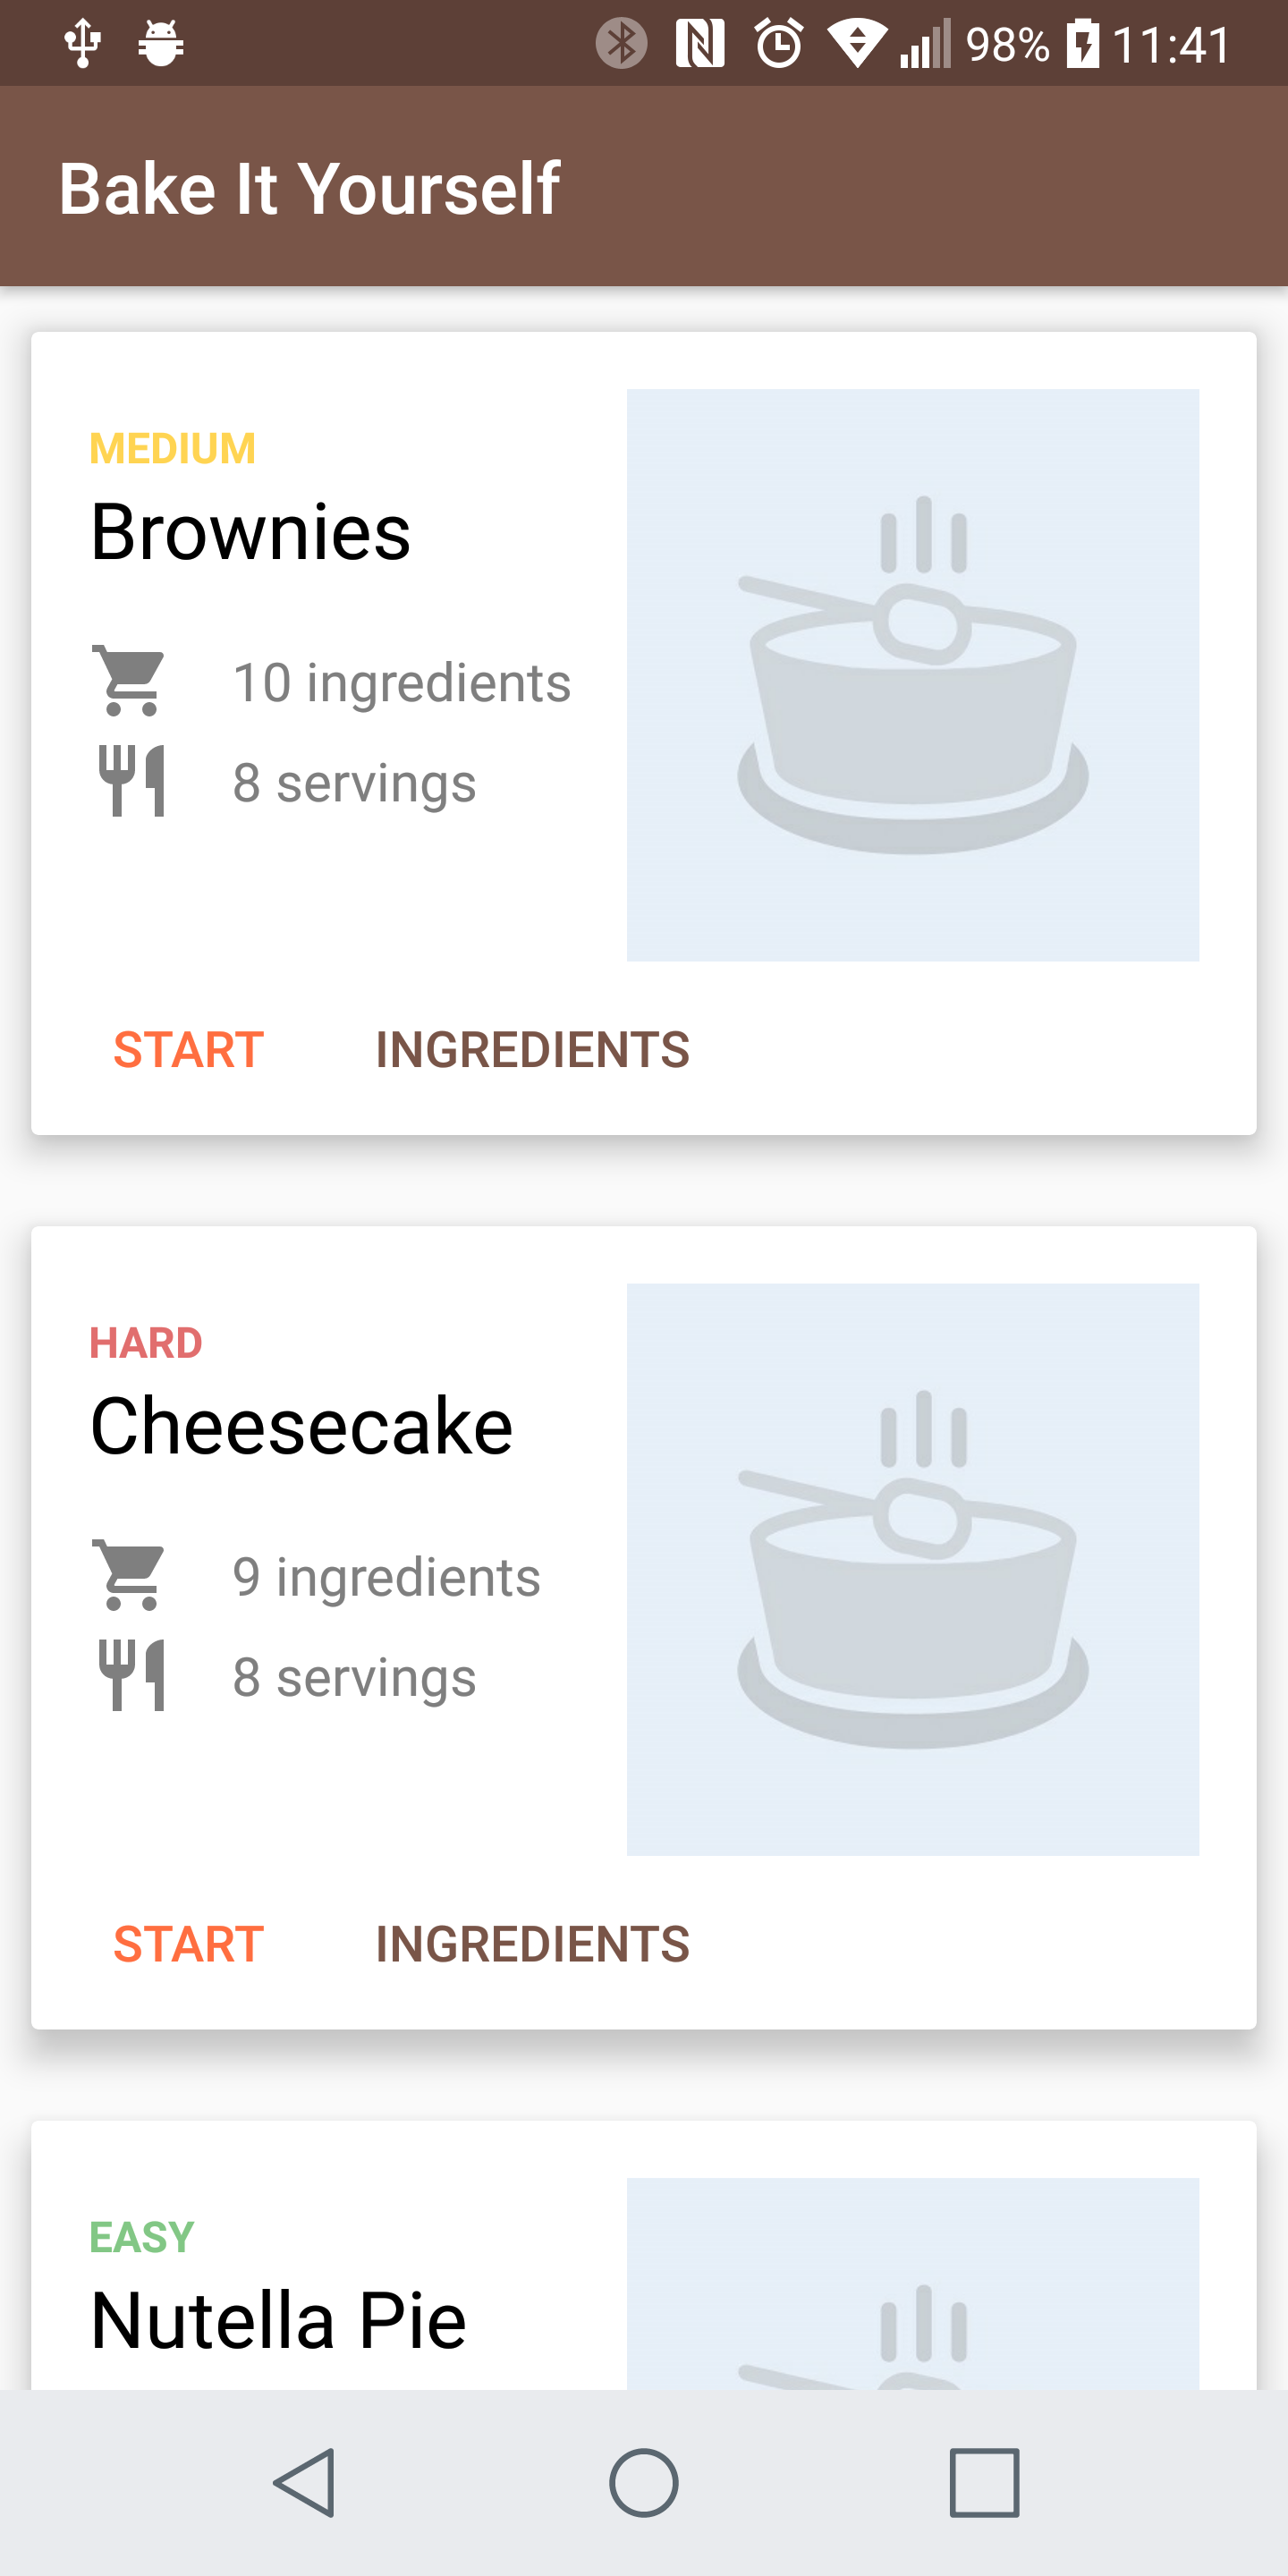 98% 11:41
Bake It Yourself
MEDIUM
Brownies
10 ingredients
8 servings
START INGREDIENTS
HARD
Cheesecake
9 ingredients
8 servings
START INGREDIENTS
EASY
Nutella Pie